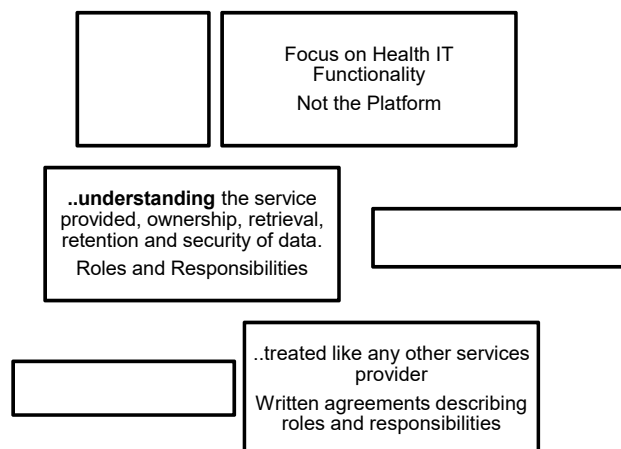 Focus on Health IT
Functionality
Not the Platform
..understanding the service
provided, ownership, retrieval,
retention and security of data.
Roles and Responsibilities
..treated like any other services
provider
Written agreements describing
roles and responsibilities